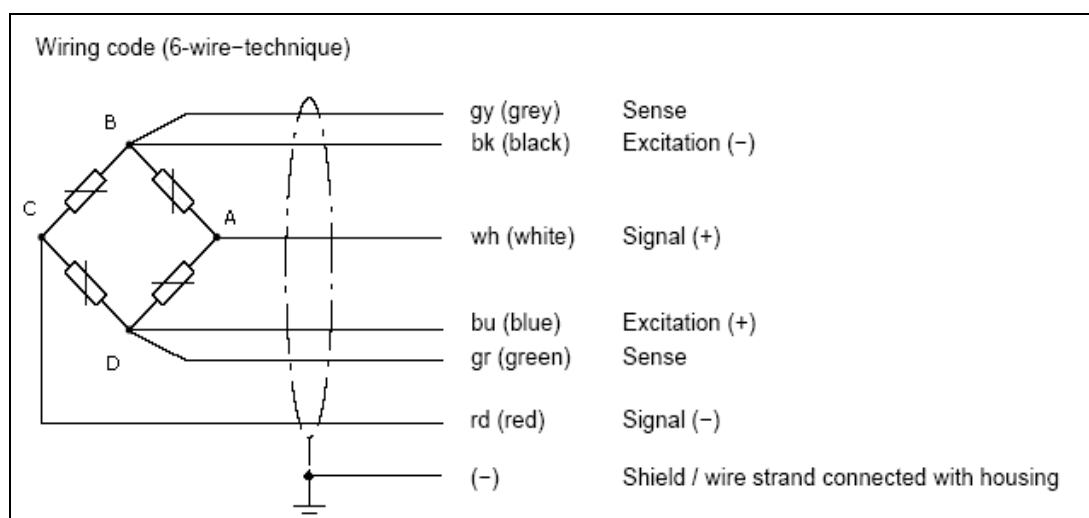 Wiring code (6-wire-technique)
B
gy (grey) Sense
bk (black) Excitation (−)
C
A
wh (white) Signal (+)
bu (blue) Excitation (+)
D
gr (green) Sense
rd (red) Signal (−)
(−) Shield / wire strand connected with housing